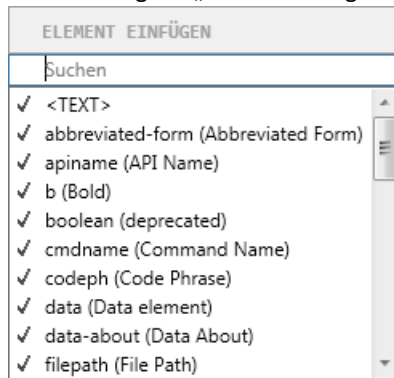 ELEMENT EINFÜGEN
Suchen
✓ <TEXT>
✓ abbreviated-form (Abbreviated Form)
✓ apiname (API Name)
✓ b (Bold)
✓ boolean (deprecated)
✓ cmdname (Command Name)
✓ codeph (Code Phrase)
✓ data (Data element)
✓ data-about (Data About)
✓ filepath (File Path)